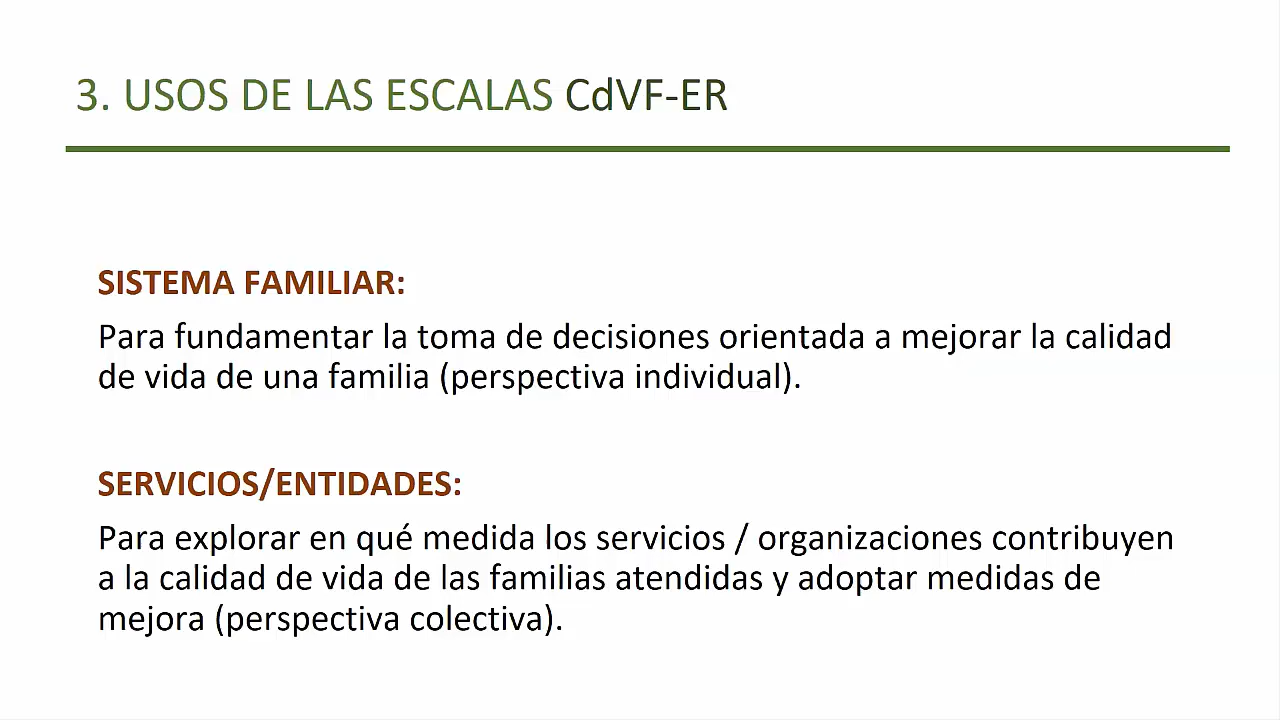 3. USOS DE LAS ESCALAS CdVF-ER
SISTEMA FAMILIAR:
Para fundamentar la toma de decisiones orientada a mejorar la calidad
de vida de una familia (perspectiva individual).
SERVICIOS/ENTIDADES:
Para explorar en qué medida los servicios / organizaciones contribuyen
a la calidad de vida de las familias atendidas y adoptar medidas de
mejora (perspectiva colectiva).